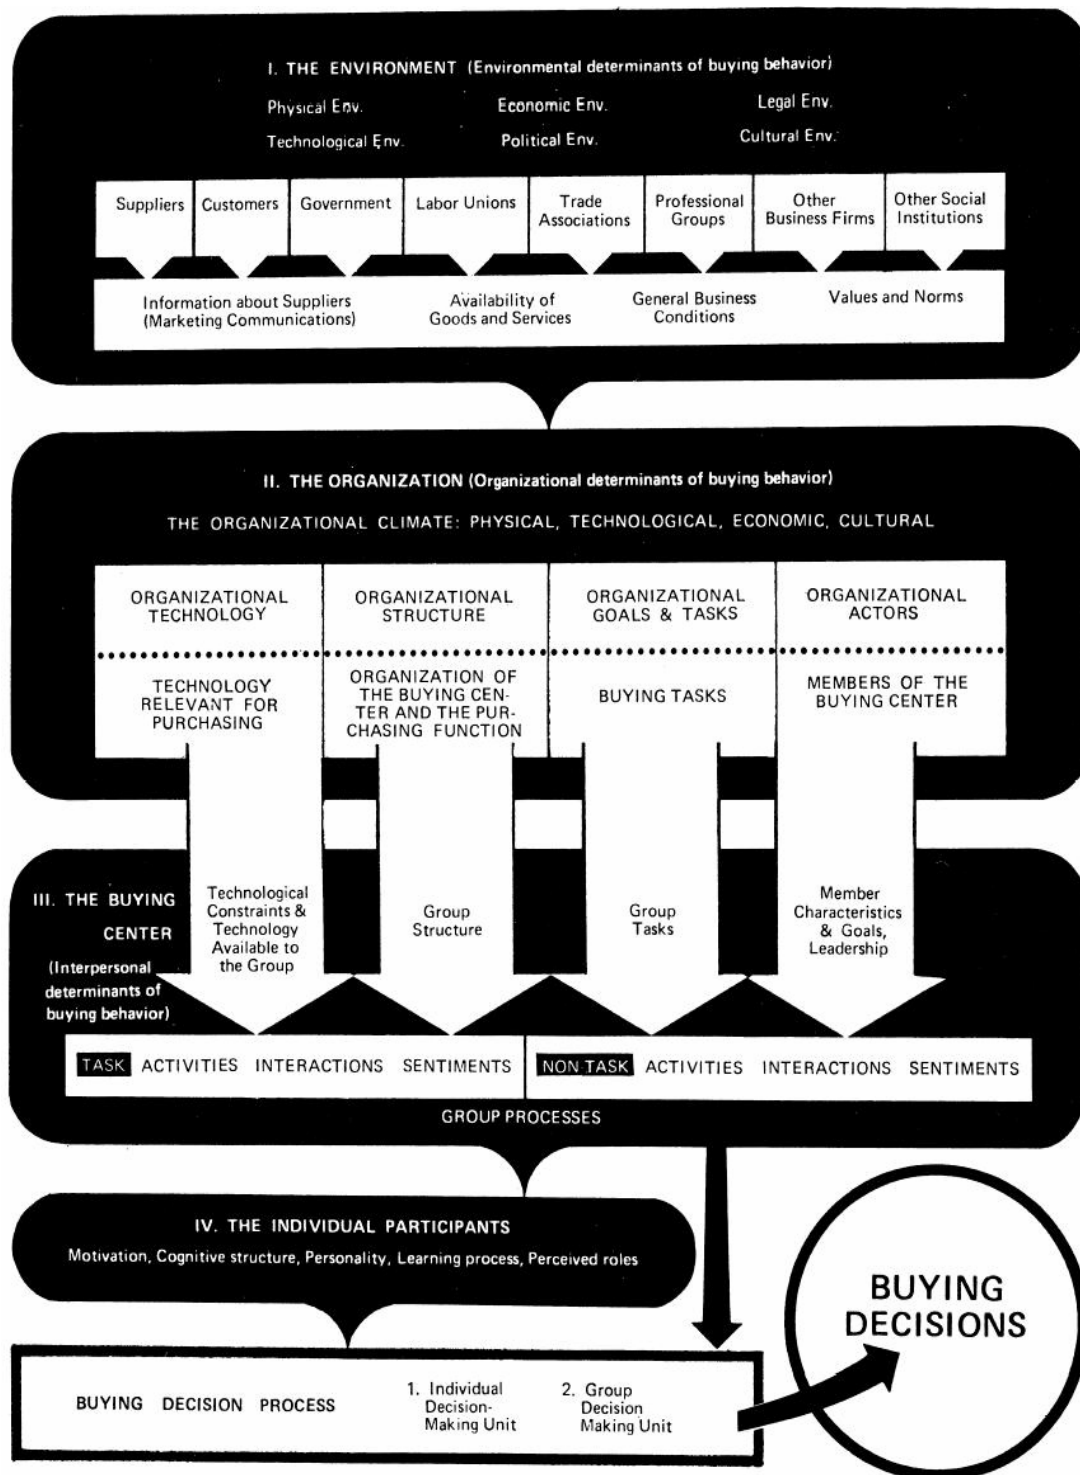 I. THE ENVIRONMENT (Environmental determinants of buying behavior)
Physical Env. Economic Env. Legal Env.
Technological Env. Political Env. Cultural Env.
Suppliers
Customers
Government
Labor Unions
Trade
Associations
Professional
Groups
Other
Business Firms
Other Social
Institutions
Information about Suppliers
(Marketing Communications)
Availability of
Goods and Services
General Business
Conditions
Values and Norms
II. THE ORGANIZATION (Organizational determinants of buying behavior)
THE ORGANIZATIONAL CLIMATE: PHYSICAL, TECHNOLOGICAL, ECONOMIC, CULTURAL
ORGANIZATIONAL
TECHNOLOGY
ORGANIZATIONAL
STRUCTURE
ORGANIZATIONAL
GOALS & TASKS
ORGANIZATIONAL
ACTORS
TECHNOLOGY
RELEVANT FOR
PURCHASING
ORGANIZATION OF
THE BUYING CEN-
TER AND THE PUR-
CHASING FUNCTION
BUYING TASKS
MEMBERS OF THE
BUYING CENTER
III. THE BUYING
CENTER
(Interpersonal
determinants of
buying behavior)
Technological
Constraints &
Technology
Available to
the Group
Group
Structure
Group
Tasks
Member
Characteristics
& Goals,
Leadership
TASK ACTIVITIES INTERACTIONS SENTIMENTS
NON-TASK ACTIVITIES INTERACTIONS SENTIMENTS
GROUP PROCESSES
IV. THE INDIVIDUAL PARTICIPANTS
Motivation, Cognitive structure, Personality, Learning process, Perceived roles
BUYING DECISION PROCESS
1. Individual
Decision-
Making Unit
2. Group
Decision
Making Unit
BUYING
DECISIONS